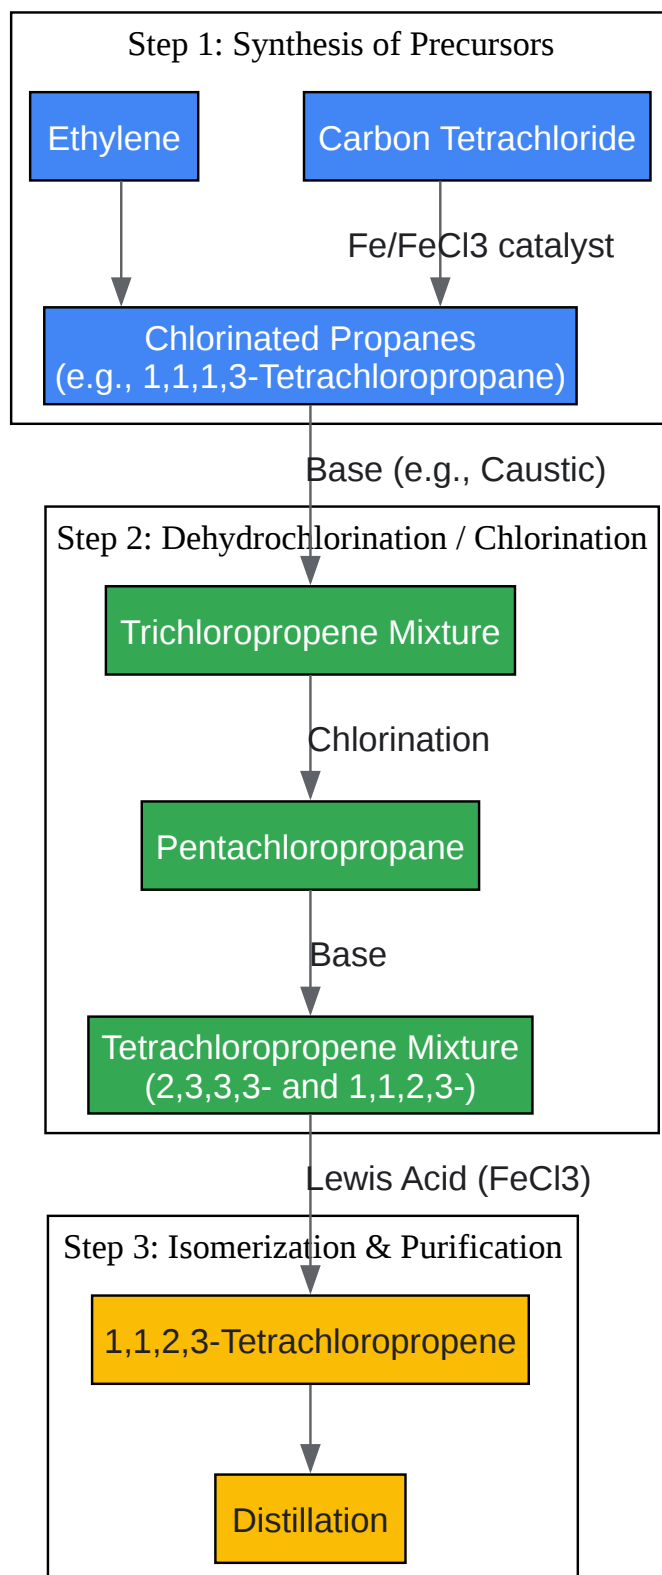 Step 1: Synthesis of Precursors
Ethylene
Carbon Tetrachloride
Fe/FeCl3 catalyst
Chlorinated Propanes
(e.g., 1,1,1,3-Tetrachloropropane)
Base (e.g., Caustic)
Step 2: Dehydrochlorination / Chlorination
Trichloropropene Mixture
Chlorination
Pentachloropropane
Base
Tetrachloropropene Mixture
(2,3,3,3- and 1,1,2,3-)
Lewis Acid (FeCl3)
Step 3: Isomerization & Purification
1,1,2,3-Tetrachloropropene
Distillation